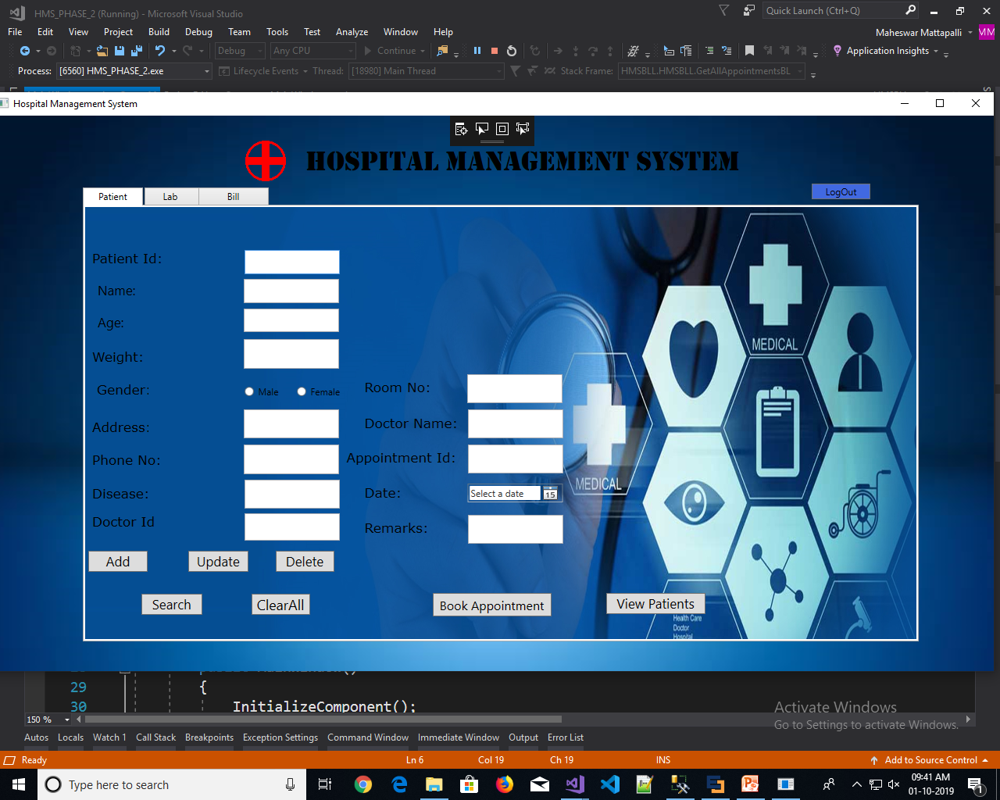 HMS_PHASE_2 (Running) - Microsoft Visual Studio
Quick Launch (Ctrl+Q)
File Edit View Project Build Debug Team Tools Test Analyze Window Help
Maheswar Mattapalli MM
Debug Any CPU Continue Application Insights
Process: [6560] HMS_PHASE_2.exe Lifecycle Events Thread: [18980] Main Thread Stack Frame: HMSBLL.HMSBLL.GetAllAppointmentsBL
Hospital Management System
HOSPITAL MANAGEMENT SYSTEM
Patient Lab Bill LogOut
Patient Id:
Name:
Age:
Weight:
Gender: Male Female
Address:
Phone No:
Disease:
Doctor Id
Room No:
Doctor Name:
Appointment Id:
Date: Select a date 15
Remarks:
MEDICAL
MEDICAL
Add Update Delete
Search ClearAll Book Appointment View Patients
Health Care
Doctor
Hospital
29 {
30 InitializeComponent();
Activate Windows
Go to Settings to activate Windows.
150 %
Autos Locals Watch 1 Call Stack Breakpoints Exception Settings Command Window Immediate Window Output Error List
Ready Ln 6 Col 19 Ch 19 INS Add to Source Control
Type here to search
09:41 AM
01-10-2019
1